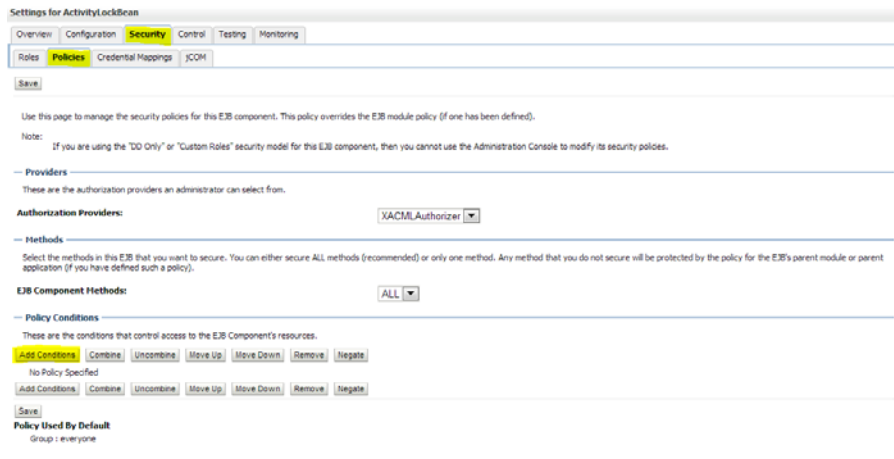 Settings for ActivityLockBean
Overview Configuration Security Control Testing Monitoring
Roles Policies Credential Mappings jCOM
Save
Use this page to manage the security policies for this EJB component. This policy overrides the EJB module policy (if one has been defined).
Note:
If you are using the "DD Only" or "Custom Roles" security model for this EJB component, then you cannot use the Administration Console to modify its security policies.
Providers
These are the authorization providers an administrator can select from.
Authorization Providers: XACMLAuthorizer
Methods
Select the methods in this EJB that you want to secure. You can either secure ALL methods (recommended) or only one method. Any method that you do not secure will be protected by the policy for the EJB's parent module or parent
application (if you have defined such a policy).
EJB Component Methods: ALL
Policy Conditions
These are the conditions that control access to the EJB Component's resources.
Add Conditions Combine Uncombine Move Up Move Down Remove Negate
No Policy Specified
Add Conditions Combine Uncombine Move Up Move Down Remove Negate
Save
Policy Used By Default
Group : everyone